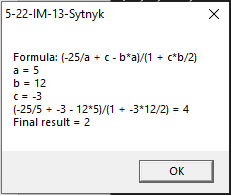 5-22-IM-13-Sytnyk
Formula: (-25/a + c - b*a)/(1 + c*b/2)
a = 5
b = 12
c = -3
(-25/5 + -3 - 12*5)/(1 + -3*12/2) = 4
Final result = 2
OK